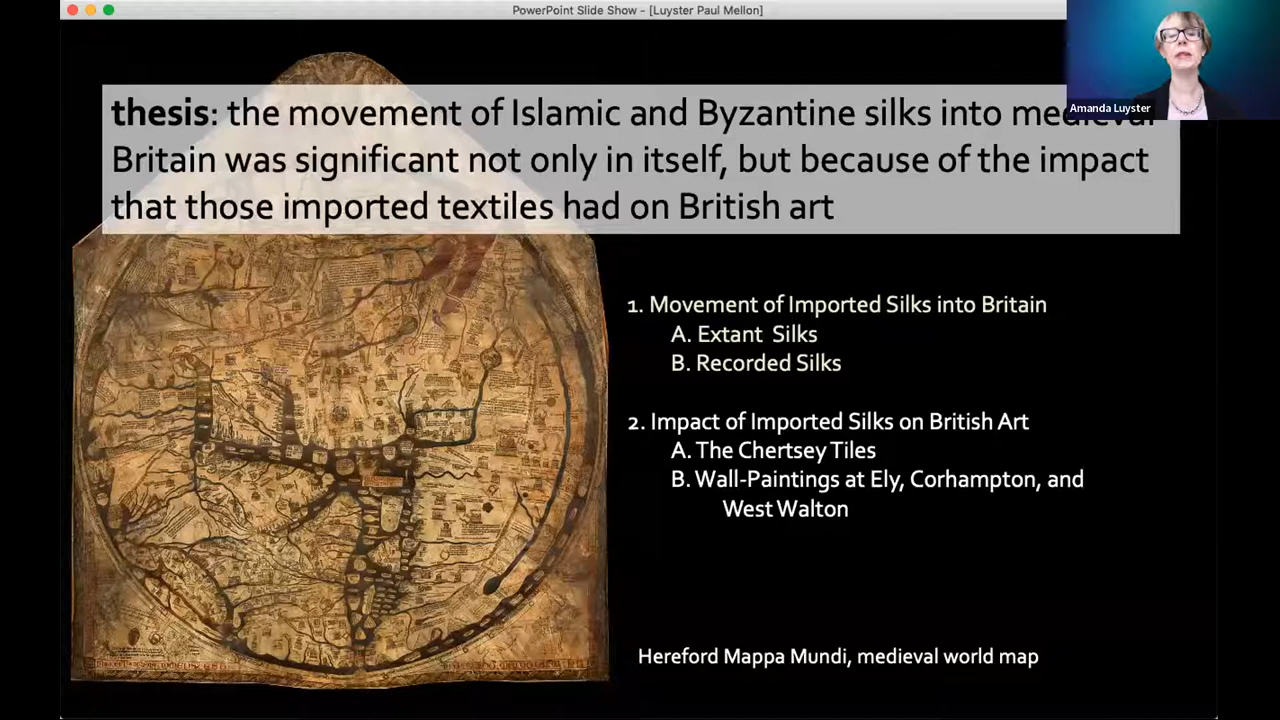 PowerPoint Slide Show - [Luyster Paul Mellon]
Amanda Luyster
thesis: the movement of Islamic and Byzantine silks into medieval
Britain was significant not only in itself, but because of the impact
that those imported textiles had on British art
1. Movement of Imported Silks into Britain
A. Extant Silks
B. Recorded Silks
2. Impact of Imported Silks on British Art
A. The Chertsey Tiles
B. Wall-Paintings at Ely, Corhampton, and
West Walton
Hereford Mappa Mundi, medieval world map